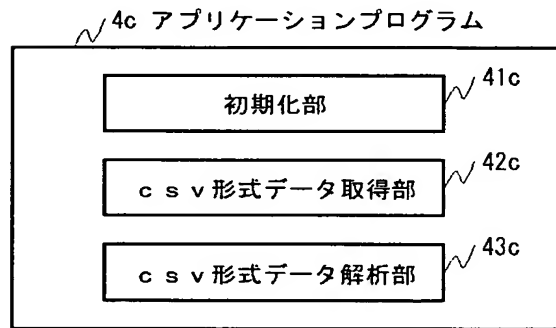 4c アプリケーションプログラム
初期化部
41c
csv形式データ取得部
42c
csv形式データ解析部
43c